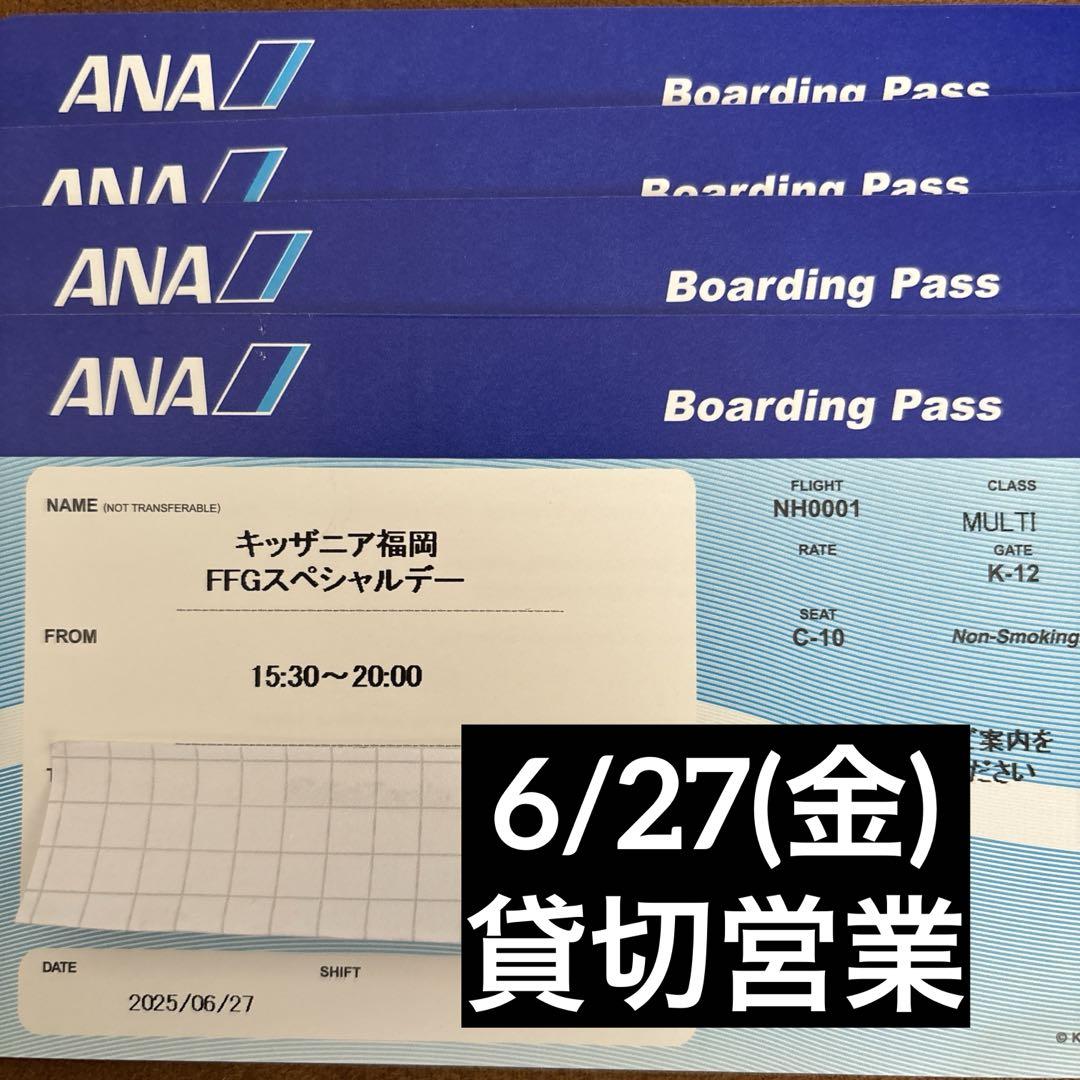 ANA Boarding Pass
ANA Boarding Pass
ANA Boarding Pass
ANA Boarding Pass
NAME (NOT TRANSFERABLE)
キッザニア福岡
FFGスペシャルデー
FLIGHT
NH0001
CLASS
MULTI
RATE
GATE
K-12
SEAT
C-10
Non-Smoking
FROM
15:30〜20:00
案内を
ださい
6/27(金)
貸切営業
DATE
2025/06/27
SHIFT
© K